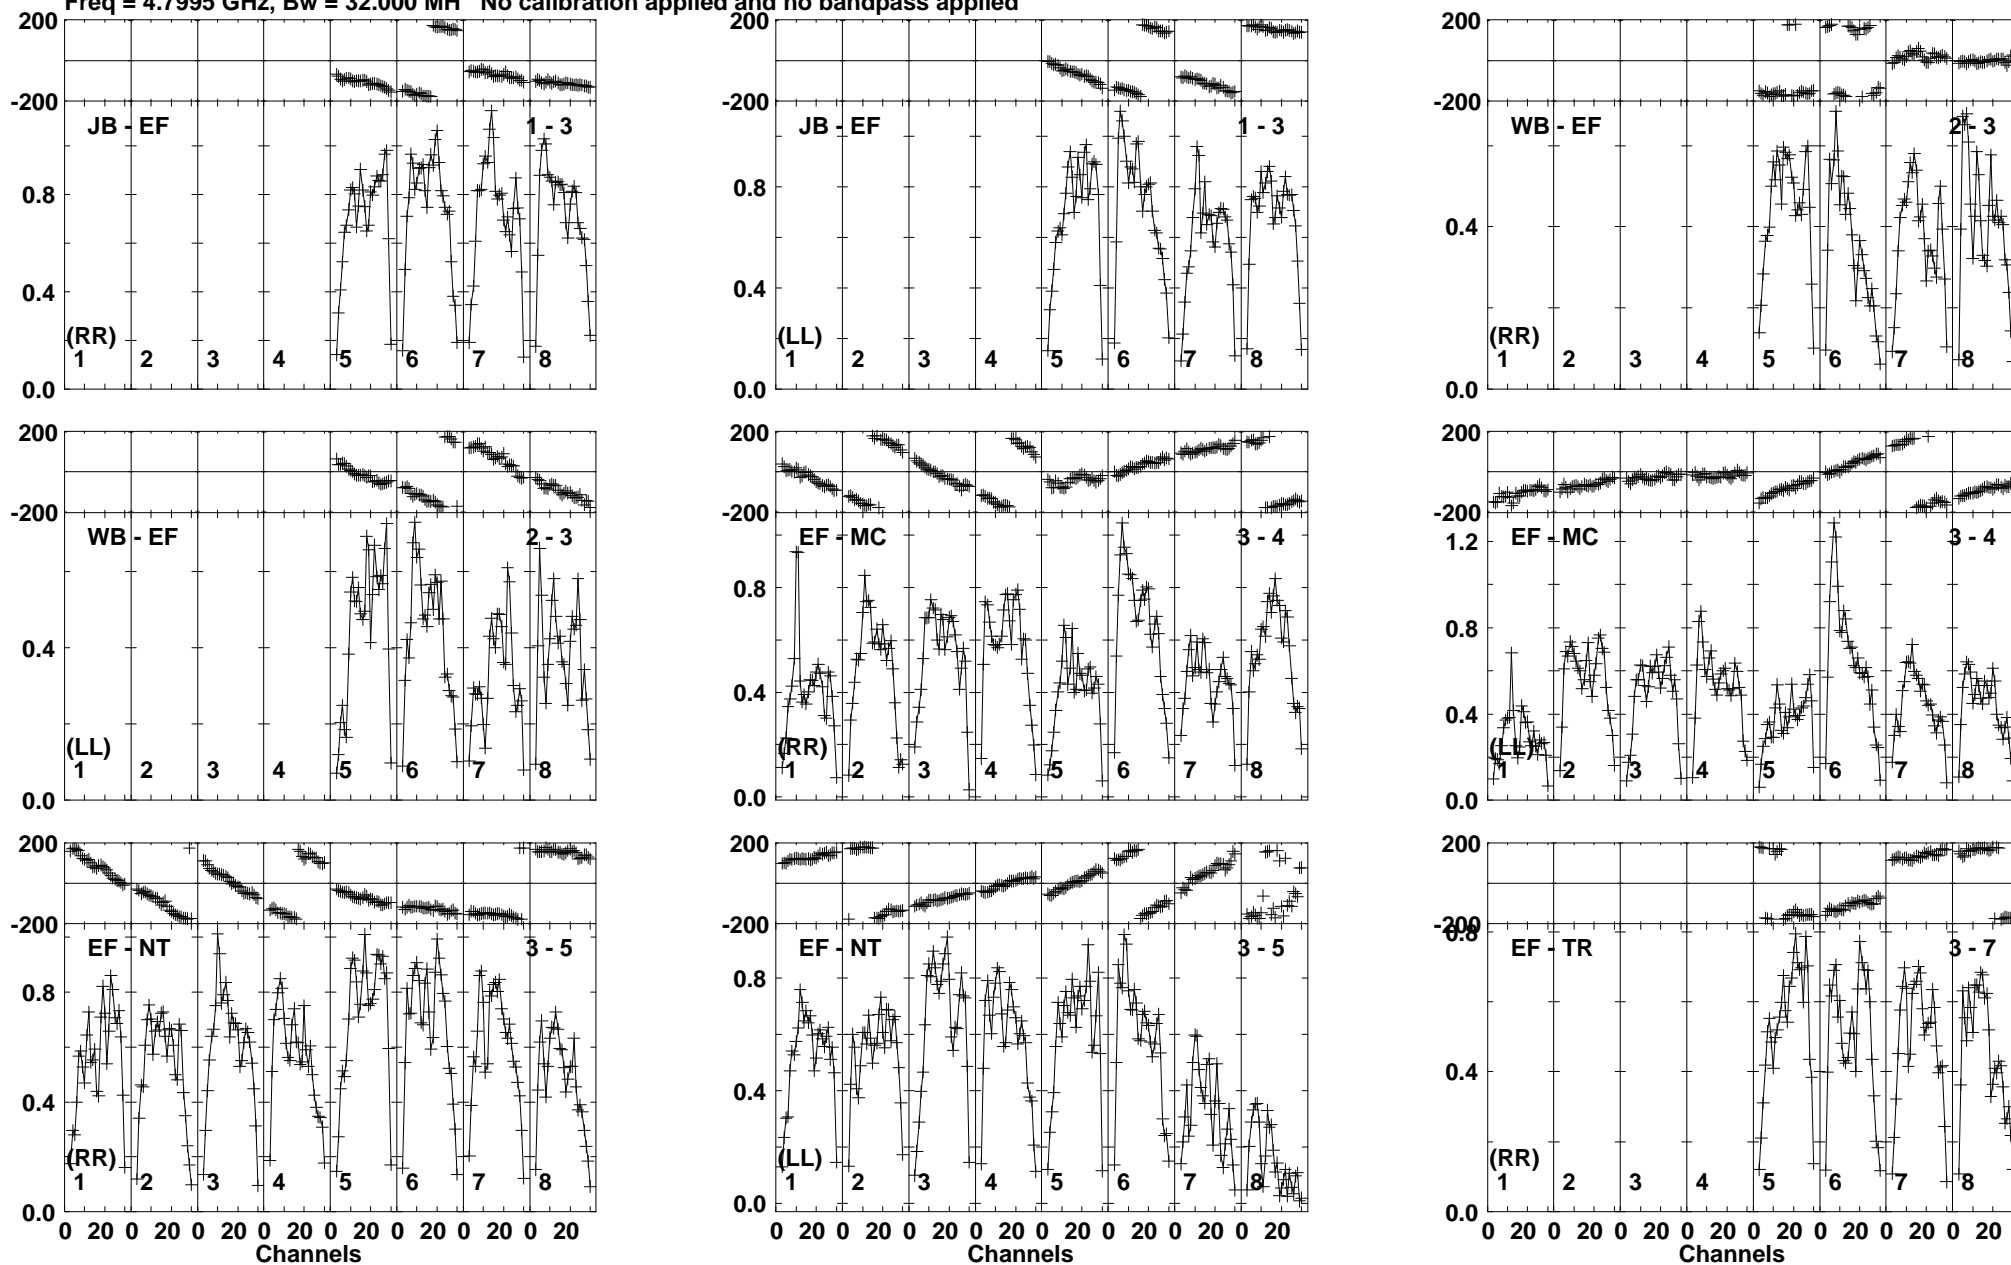 Freq = 4.7995 GHz, Bw = 32.000 MH No calibration applied and no bandpass applied
200 200 200
-200 -200 -200
JB - EF 1 - 3 JB - EF 1 - 3 WB - EF 2 - 3
0.8 0.8 0.4
0.4 0.4
(RR) (LL) (RR)
1 2 3 4 5 6 7 8 1 2 3 4 5 6 7 8 1 2 3 4 5 6 7 8
0.0 0.0 0.0
200 200 200
-200 -200 -200
WB - EF 2 - 3 EF - MC 3 - 4 EF - MC 3 - 4
1.2
0.8 0.8
0.4 0.4 0.4
(LL) (RR) (LL)
1 2 3 4 5 6 7 8 1 2 3 4 5 6 7 8 1 2 3 4 5 6 7 8
0.0 0.0 0.0
200 200 200
-200 -200 -200
0.8
EF - NT 3 - 5 EF - NT 3 - 5 EF - TR 3 - 7
0.8 0.8
0.4 0.4 0.4
(RR) (LL) (RR)
1 2 3 4 5 6 7 8 1 2 3 4 5 6 7 8 1 2 3 4 5 6 7 8
0.0 0.0 0.0
0 20 0 20 0 20 0 20 0 20 0 20 0 20 0 20 0 20 0 20 0 20 0 20 0 20 0 20 0 20 0 20 0 20 0 20 0 20 0 20 0 20 0 20 0 20 0 20
Channels Channels Channels